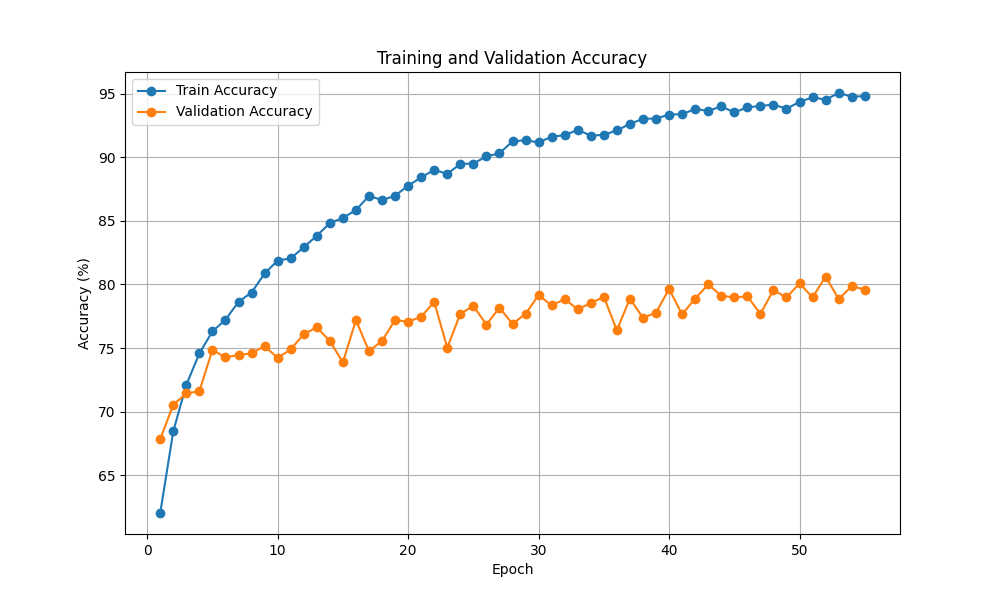 Training and Validation Accuracy
Train Accuracy
Validation Accuracy
95
90
85
80
75
70
65
Accuracy (%)
0 10 20 30 40 50
Epoch